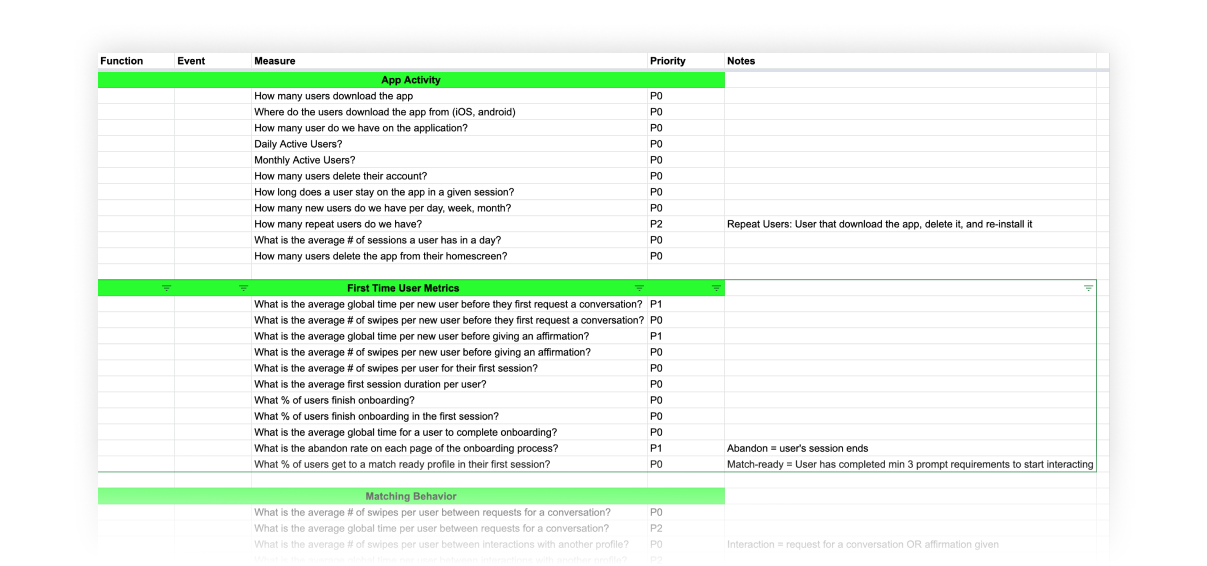 Function Event Measure Priority Notes
App Activity
How many users download the app P0
Where do the users download the app from (iOS, android) P0
How many user do we have on the application? P0
Daily Active Users? P0
Monthly Active Users? P0
How many users delete their account? P0
How long does a user stay on the app in a given session? P0
How many new users do we have per day, week, month? P0
How many repeat users do we have? P2 Repeat Users: User that download the app, delete it, and re-install it
What is the average # of sessions a user has in a day? P0
How many users delete the app from their homescreen? P0
First Time User Metrics
What is the average global time per new user before they first request a conversation? P1
What is the average # of swipes per new user before they first request a conversation? P0
What is the average global time per new user before giving an affirmation? P1
What is the average # of swipes per new user before giving an affirmation? P0
What is the average # of swipes per user for their first session? P0
What is the average first session duration per user? P0
What % of users finish onboarding? P0
What % of users finish onboarding in the first session? P0
What is the average global time for a user to complete onboarding? P0
What is the abandon rate on each page of the onboarding process? P1 Abandon = user's session ends
What % of users get to a match ready profile in their first session? P0 Match-ready = User has completed min 3 prompt requirements to start interacting
Matching Behavior
What is the average # of swipes per user between requests for a conversation? P0
What is the average global time per user between requests for a conversation? P2
What is the average # of swipes per user between interactions with another profile? P0 Interaction = request for a conversation OR affirmation given
What is the average global time per user between interactions with another profile? P2